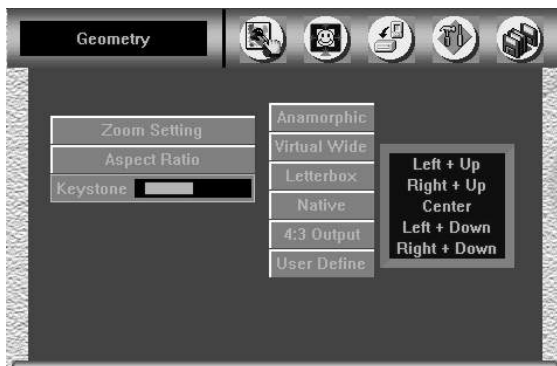 Geometry
Zoom Setting
Aspect Ratio
Keystone
Anamorphic
Virtual Wide
Letterbox
Native
4:3 Output
User Define
Left + Up
Right + Up
Center
Left + Down
Right + Down